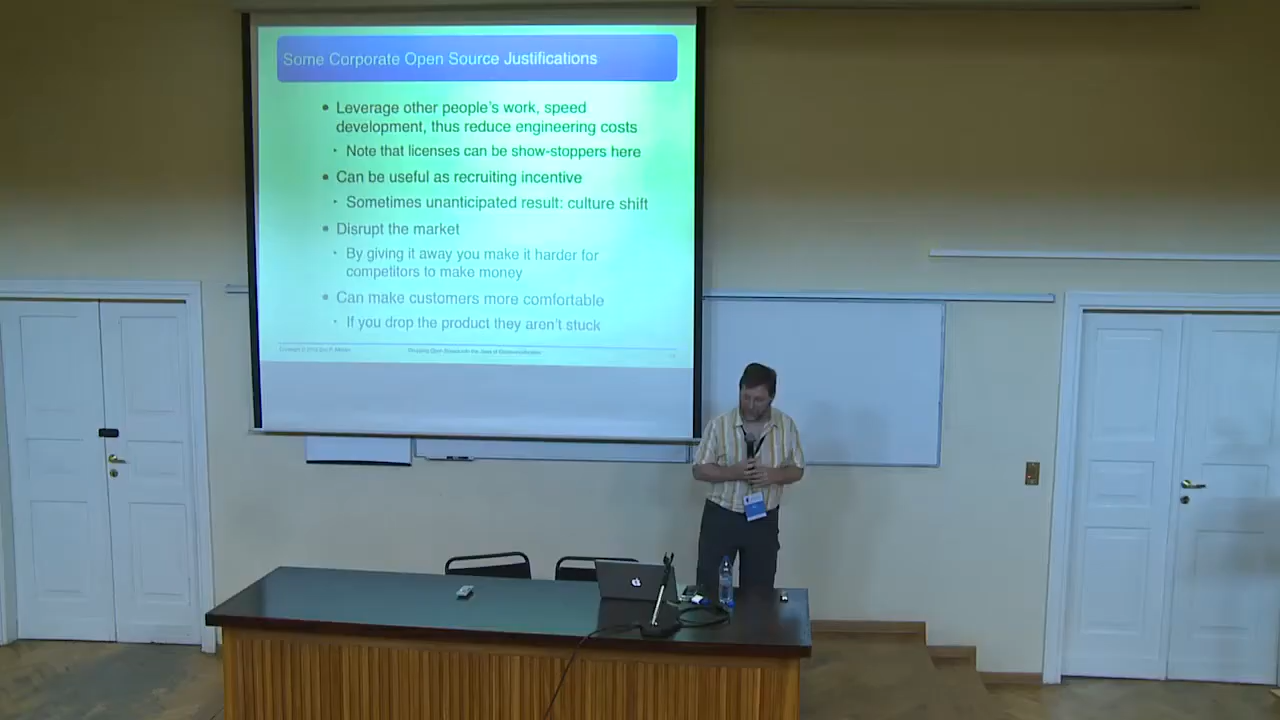 Some Corporate Open Source Justifications
• Leverage other people's work, speed
development, thus reduce engineering costs
• Note that licenses can be show-stoppers here
• Can be useful as recruiting incentive
• Sometimes unanticipated result: culture shift
• Disrupt the market
• By giving it away you make it harder for
competitors to make money
• Can make customers more comfortable
• If you drop the product they aren't stuck